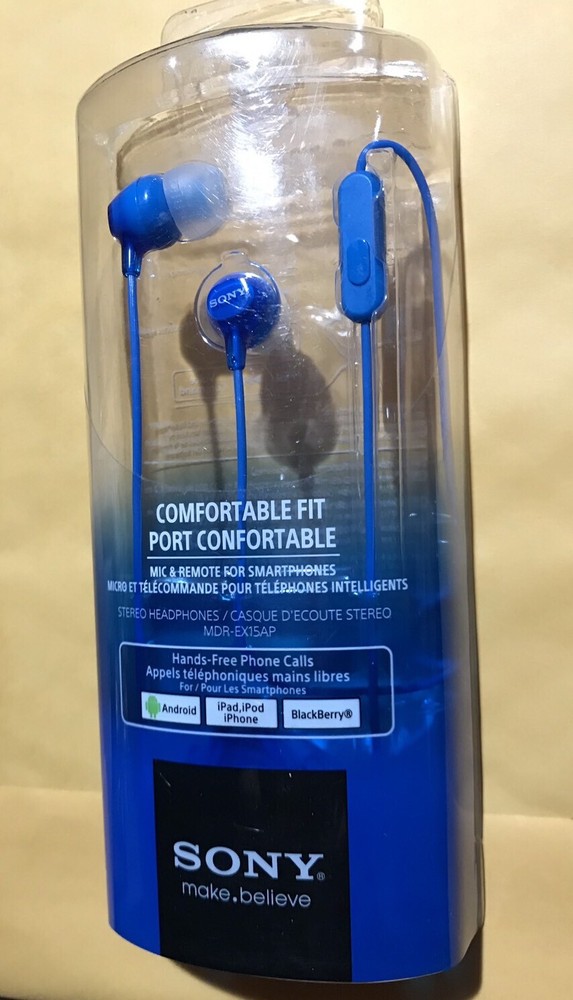 SONY
COMFORTABLE FIT
PORT CONFORTABLE
MIC & REMOTE FOR SMARTPHONES
MICRO ET TÉLÉCOMMANDE POUR TÉLÉPHONES INTELLIGENTS
STEREO HEADPHONES / CASQUE D'ECOUTE STEREO
MDR-EX15AP
Hands-Free Phone Calls
Appels téléphoniques mains libres
For / Pour Les Smartphones
Android
iPad,iPod
iPhone
BlackBerry®
SONY®
make.believe